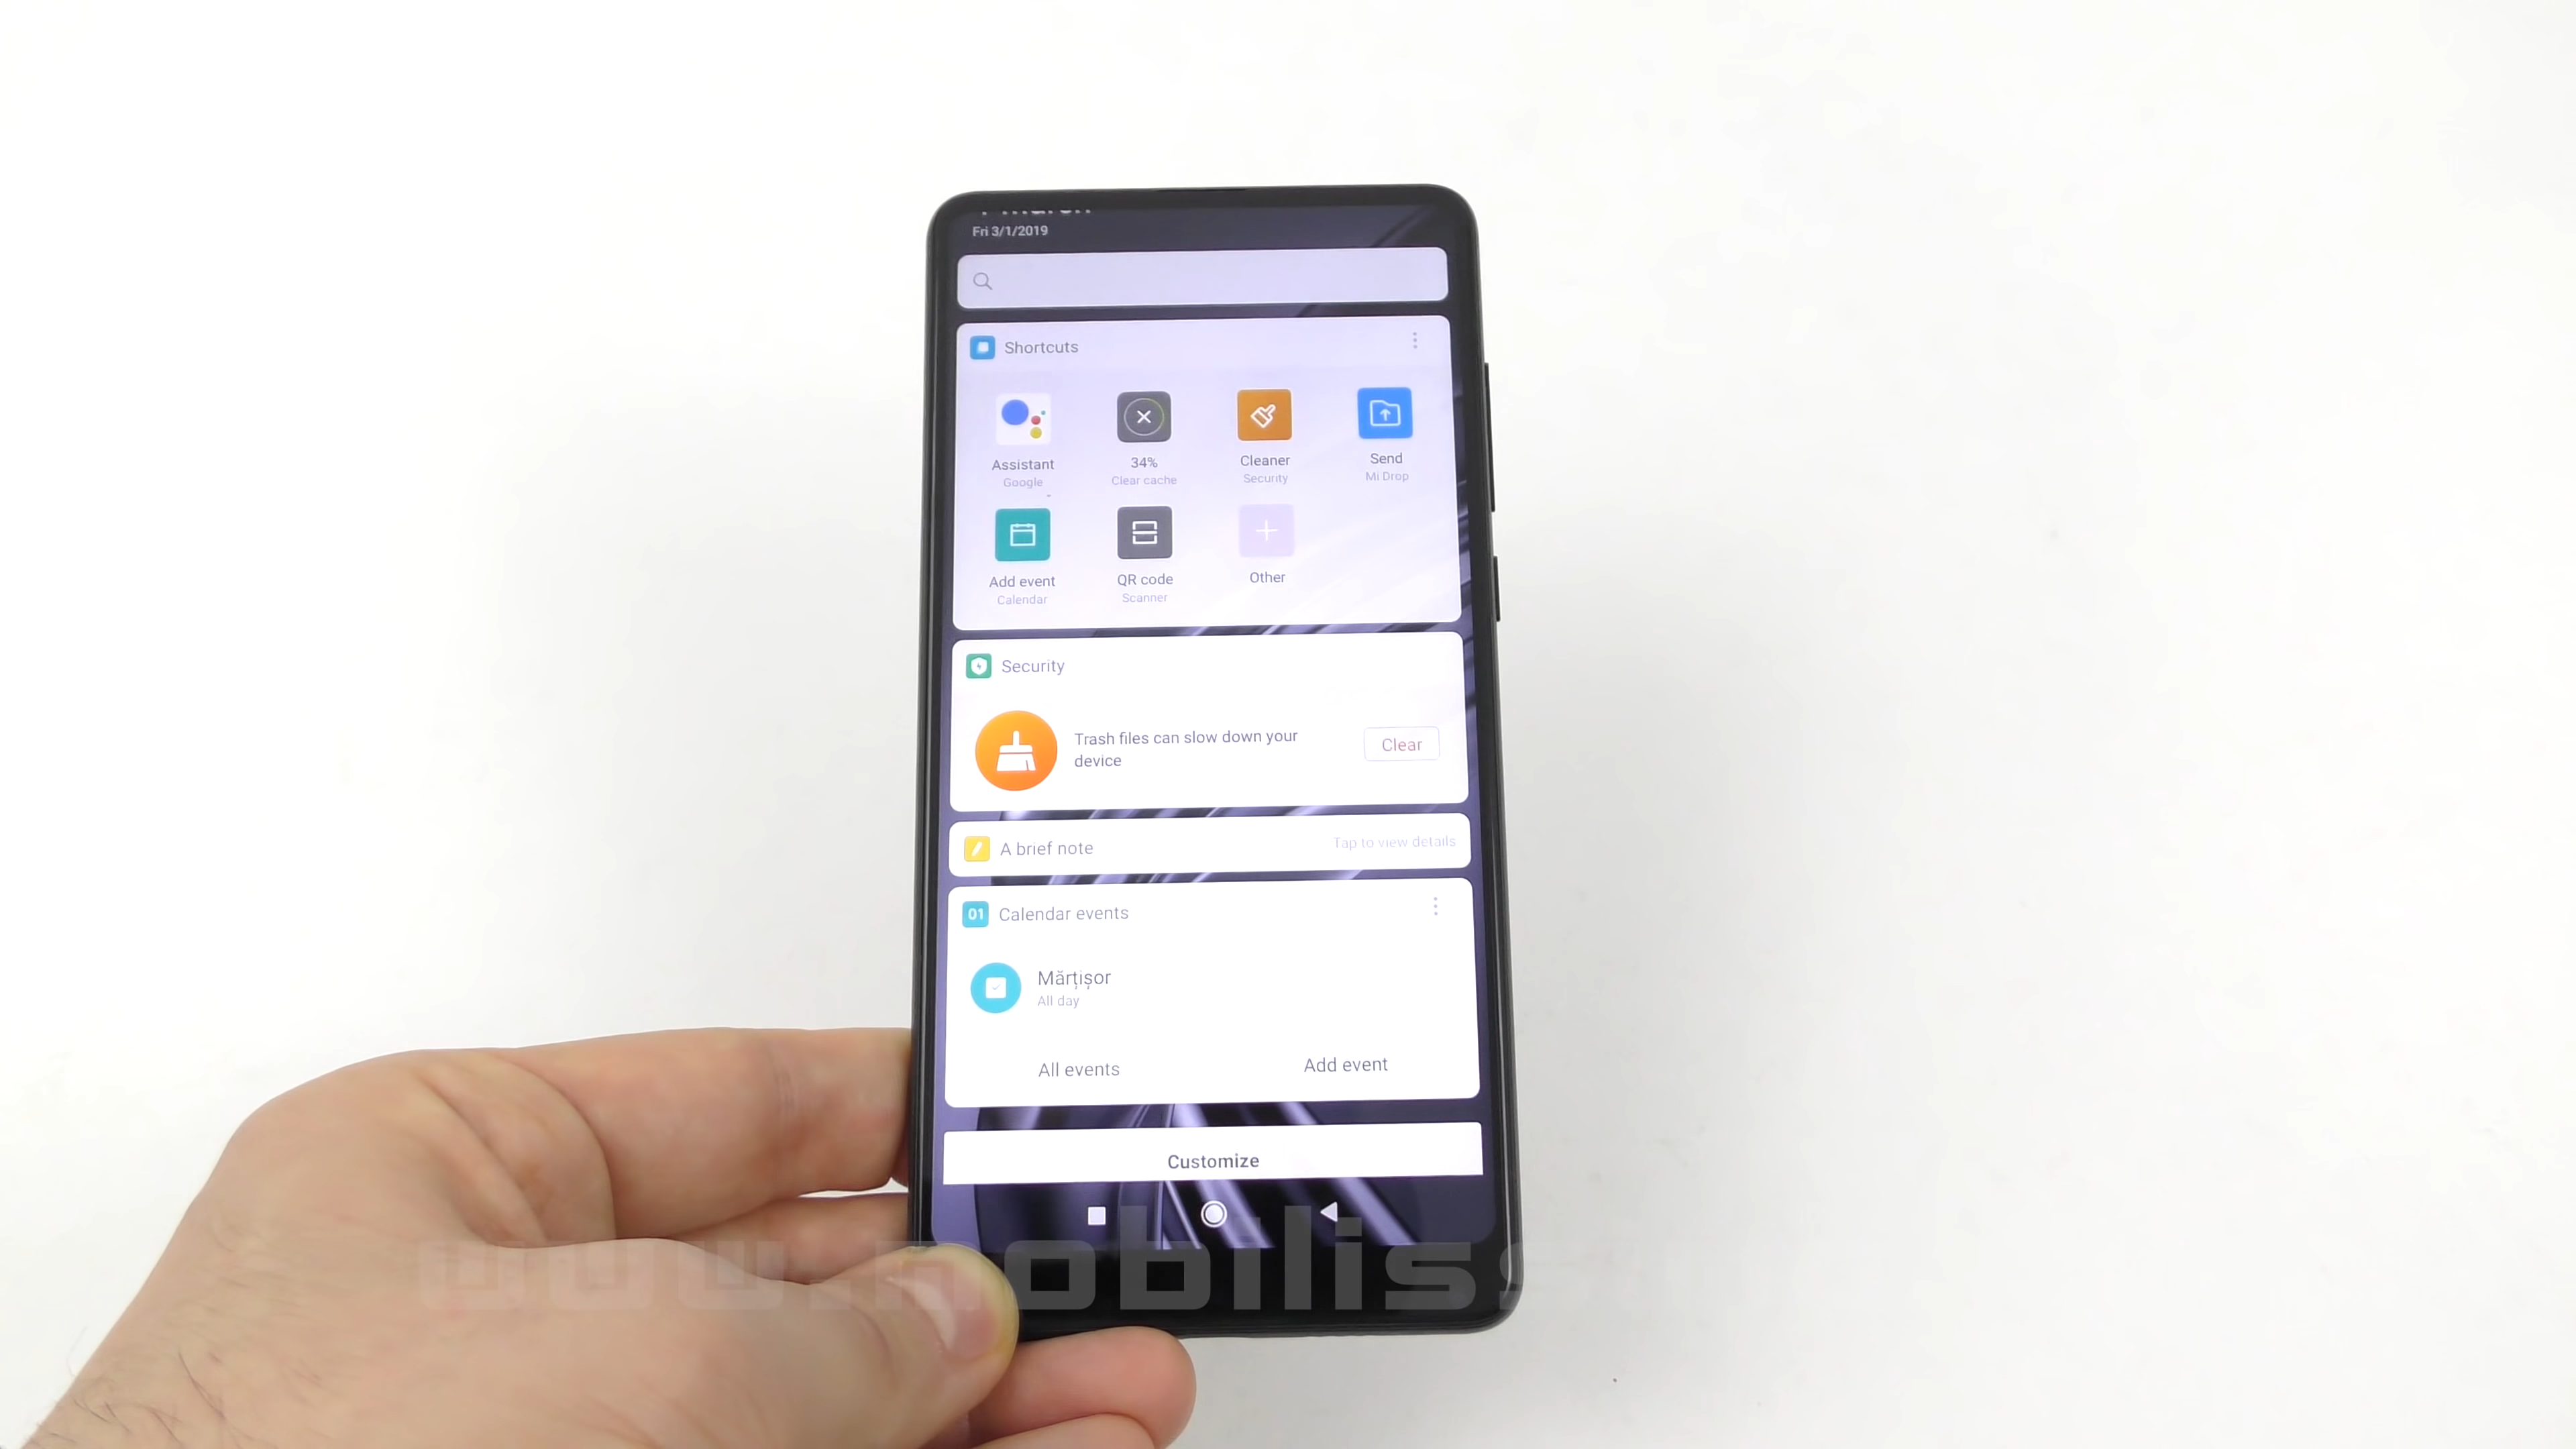 Fri 3/1/2019
Shortcuts
Assistant
Google
34%
Clear cache
Cleaner
Security
Send
Mi Drop
Add event
Calendar
QR code
Scanner
Other
Security
Trash files can slow down your
device
Clear
A brief note
Tap to view details
01
Calendar events
Mărțișor
All day
All events
Add event
Customize
www.mobiliss